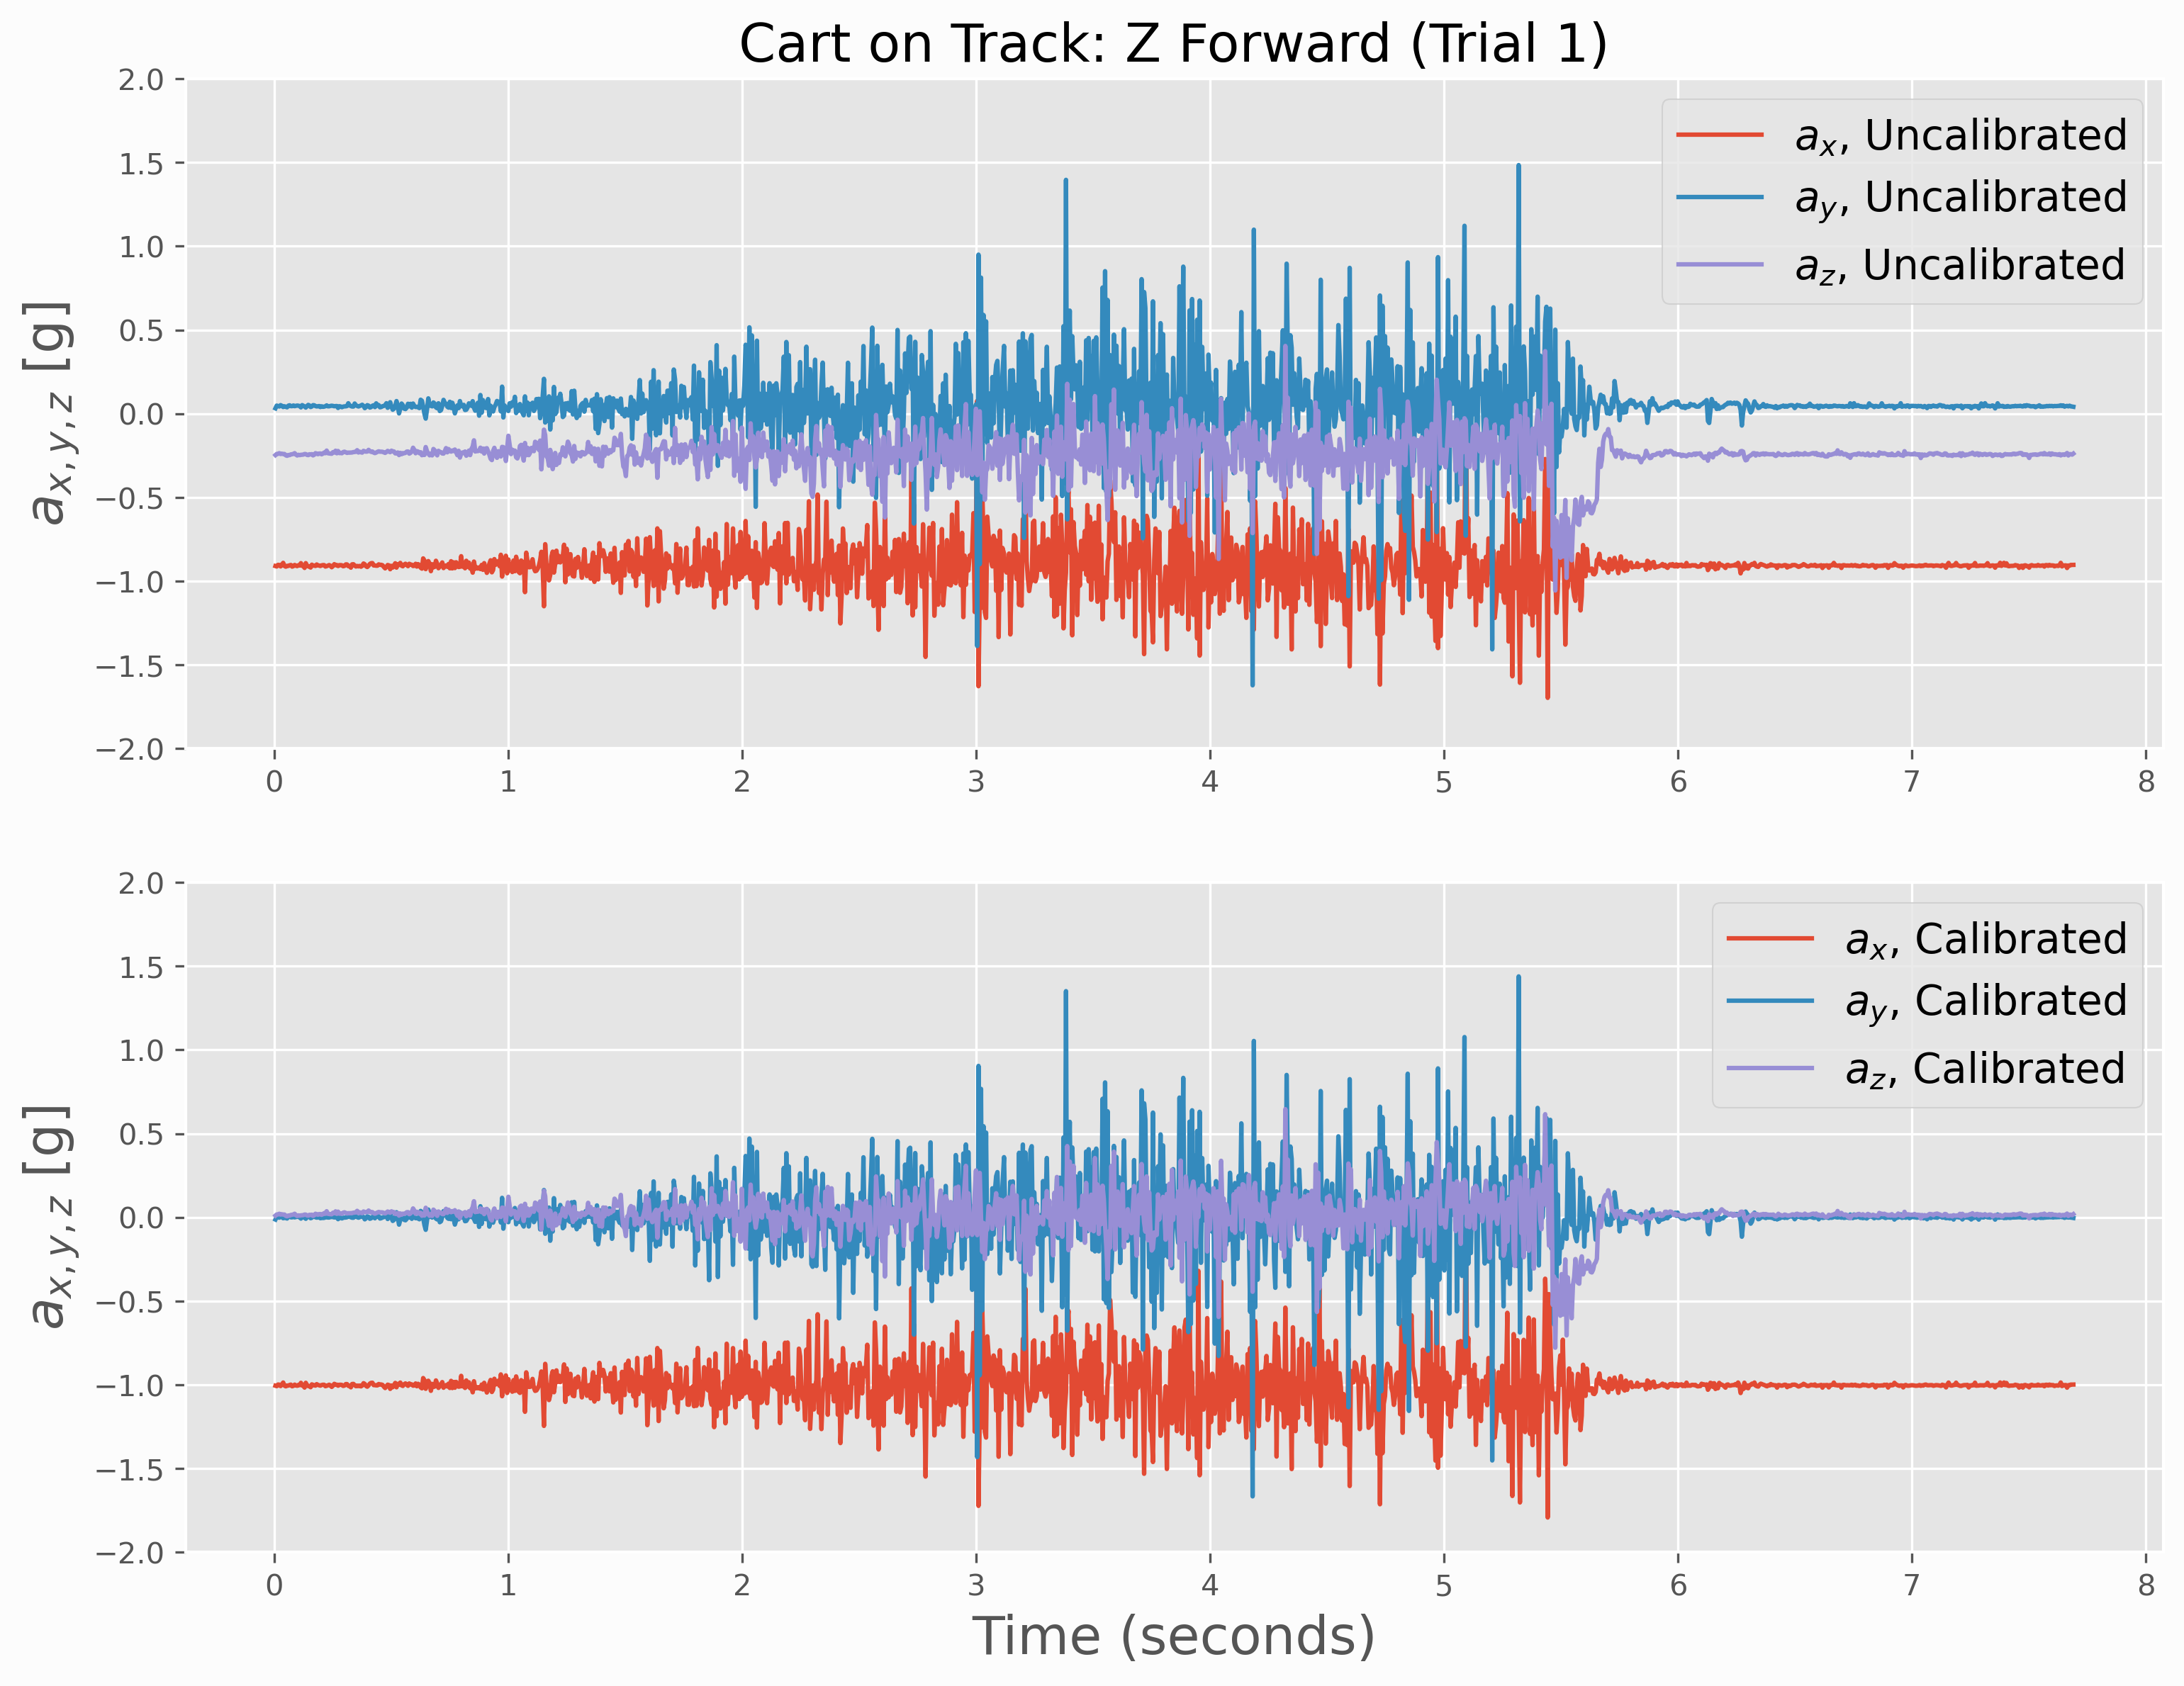 Cart on Track: Z Forward (Trial 1)
2.0
1.5
1.0
0.5
0.0
−0.5
−1.0
−1.5
−2.0
a_{x,y,z} [g]
a_x, Uncalibrated
a_y, Uncalibrated
a_z, Uncalibrated
0 1 2 3 4 5 6 7 8
2.0
1.5
1.0
0.5
0.0
−0.5
−1.0
−1.5
−2.0
a_{x,y,z} [g]
a_x, Calibrated
a_y, Calibrated
a_z, Calibrated
0 1 2 3 4 5 6 7 8
Time (seconds)